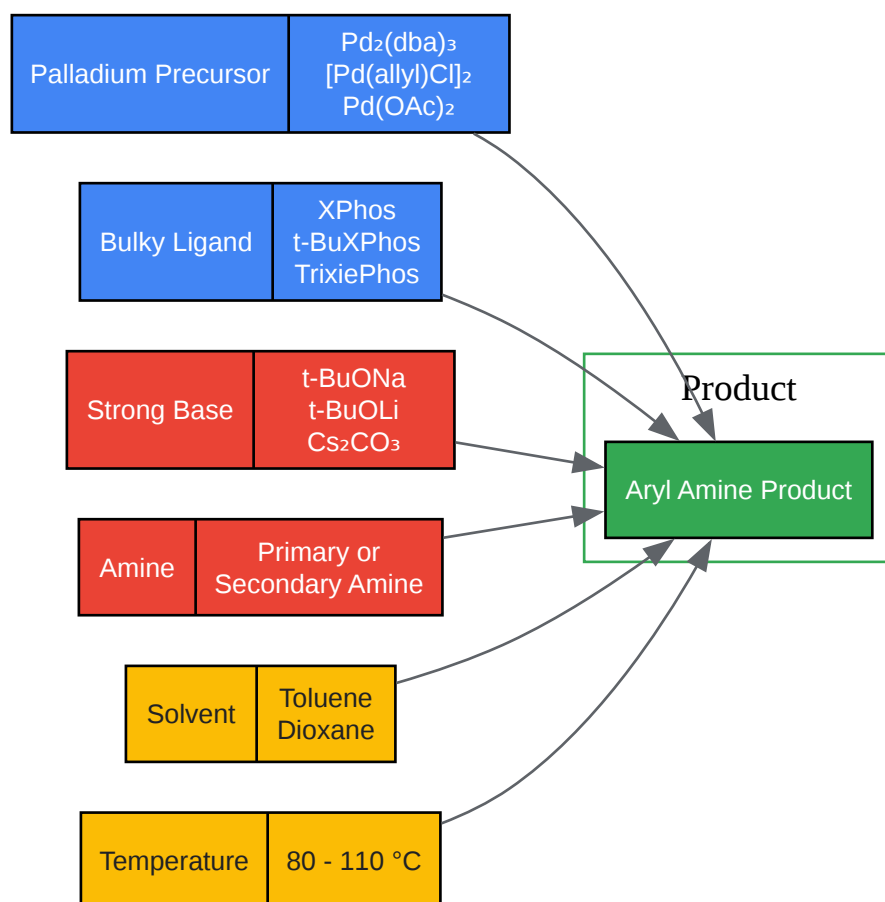 Palladium Precursor
Pd₂(dba)₃
[Pd(allyl)Cl]₂
Pd(OAc)₂
Bulky Ligand
XPhos
t-BuXPhos
TrixiePhos
Strong Base
t-BuONa
t-BuOLi
Cs₂CO₃
Amine
Primary or
Secondary Amine
Solvent
Toluene
Dioxane
Temperature
80 - 110 °C
Product
Aryl Amine Product